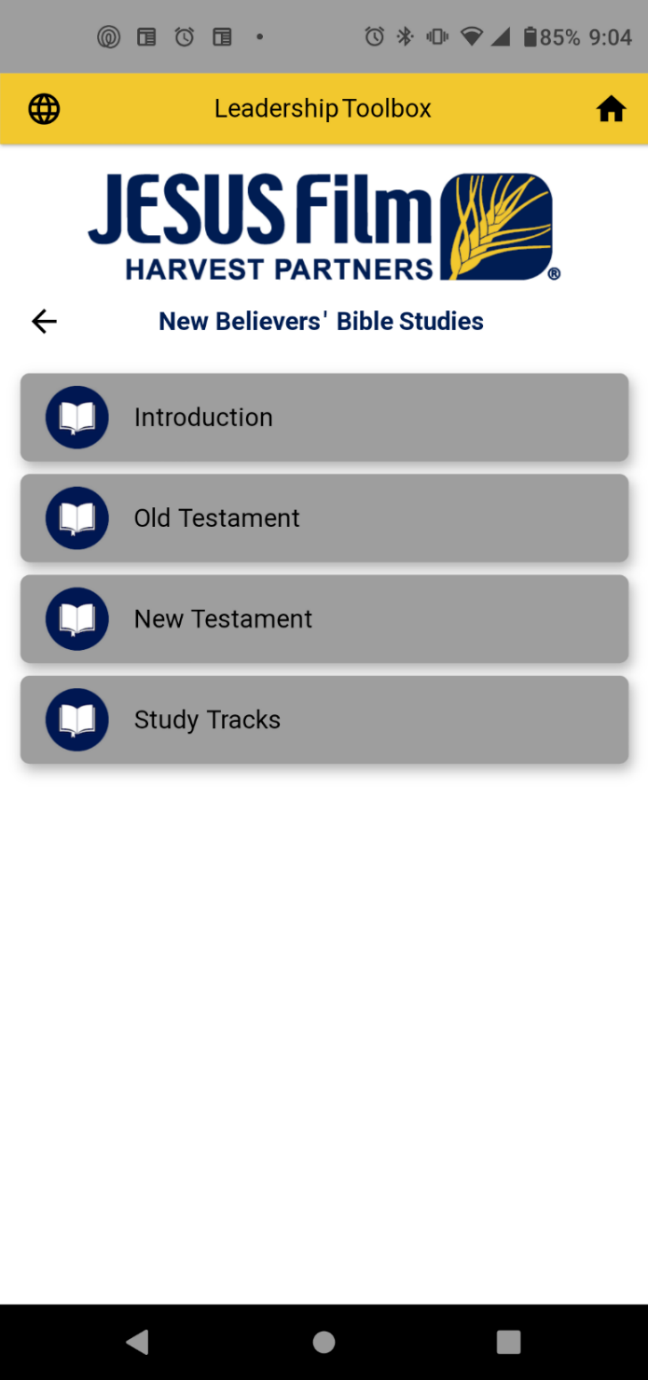 85% 9:04
Leadership Toolbox
JESUS Film
HARVEST PARTNERS
®
New Believers' Bible Studies
Introduction
Old Testament
New Testament
Study Tracks